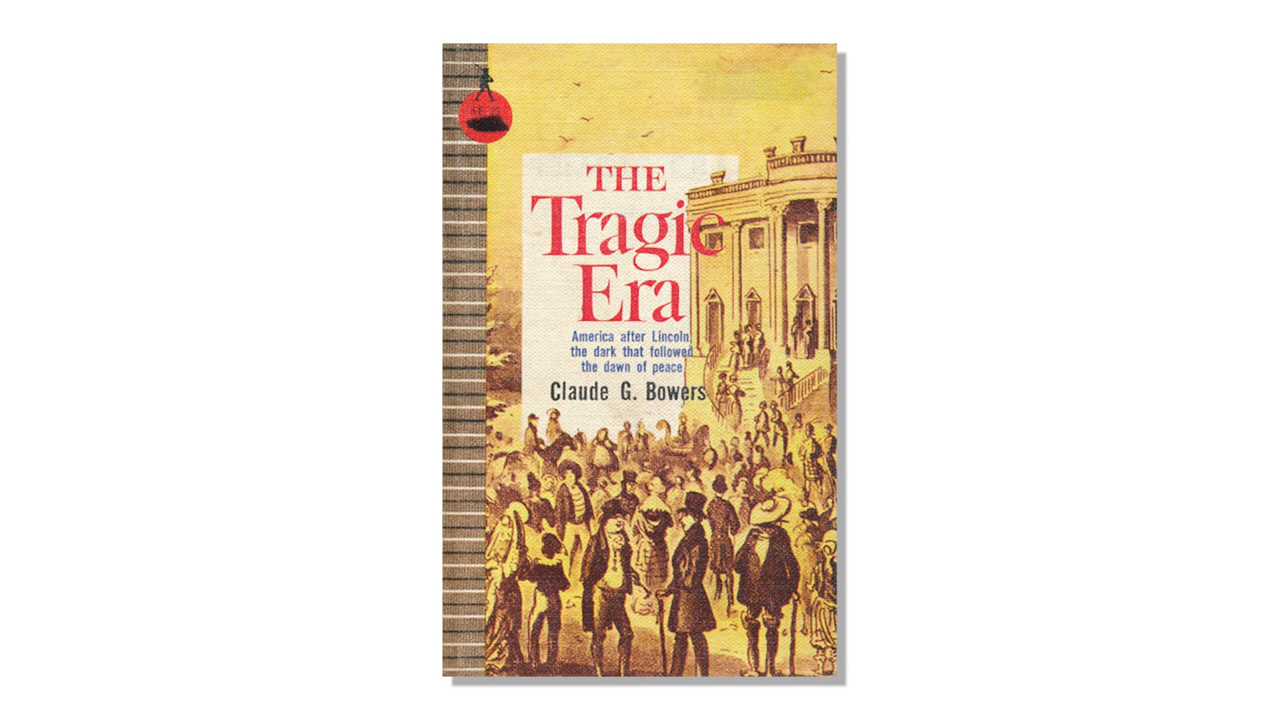 THE
Tragic
Era
America after Lincoln,
the dark that followed
the dawn of peace
Claude G. Bowers